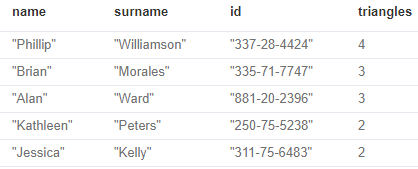 name surname id triangles
"Phillip" "Williamson" "337-28-4424" 4
"Brian" "Morales" "335-71-7747" 3
"Alan" "Ward" "881-20-2396" 3
"Kathleen" "Peters" "250-75-5238" 2
"Jessica" "Kelly" "311-75-6483" 2